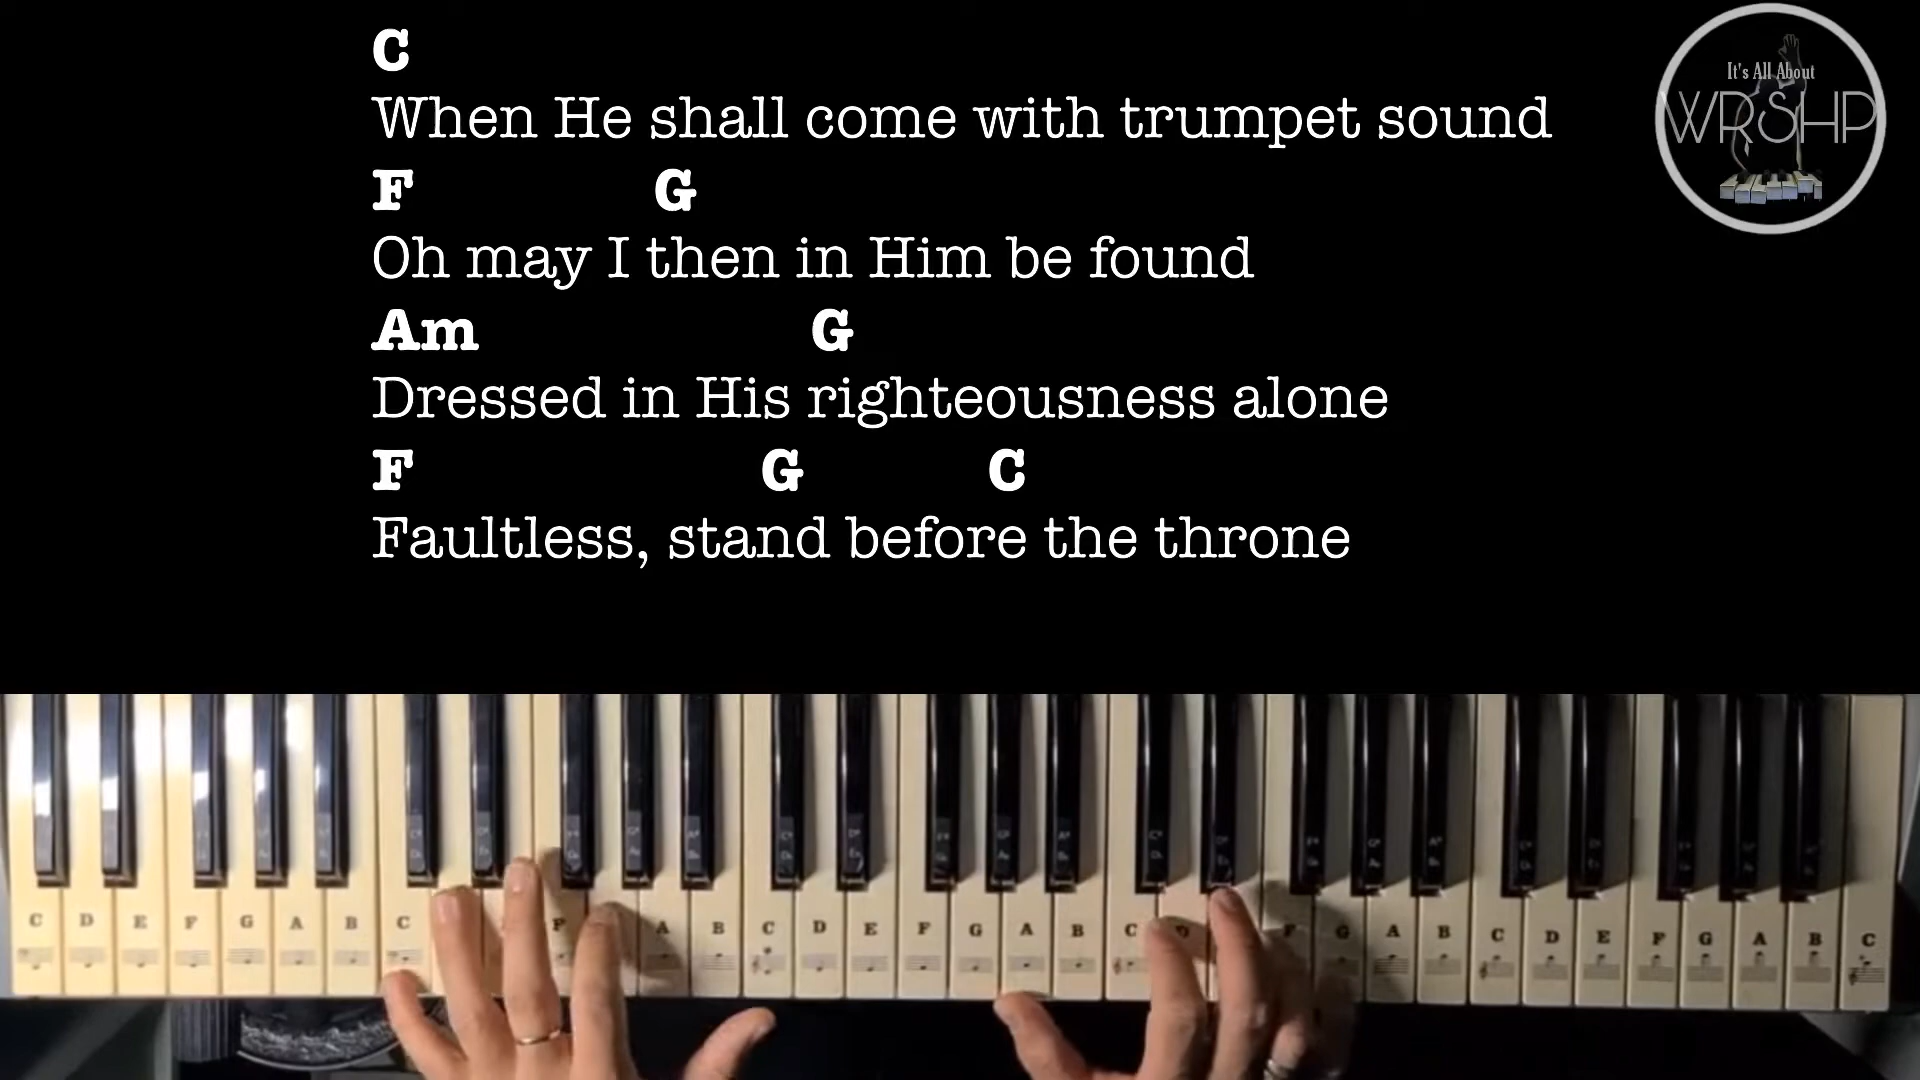 C
When He shall come with trumpet sound
F G
Oh may I then in Him be found
Am G
Dressed in His righteousness alone
F G C
Faultless, stand before the throne
It's All About
WRSHP
C D E F G A B C F A B C D E F G A B C D F G A B C D E F G A B C